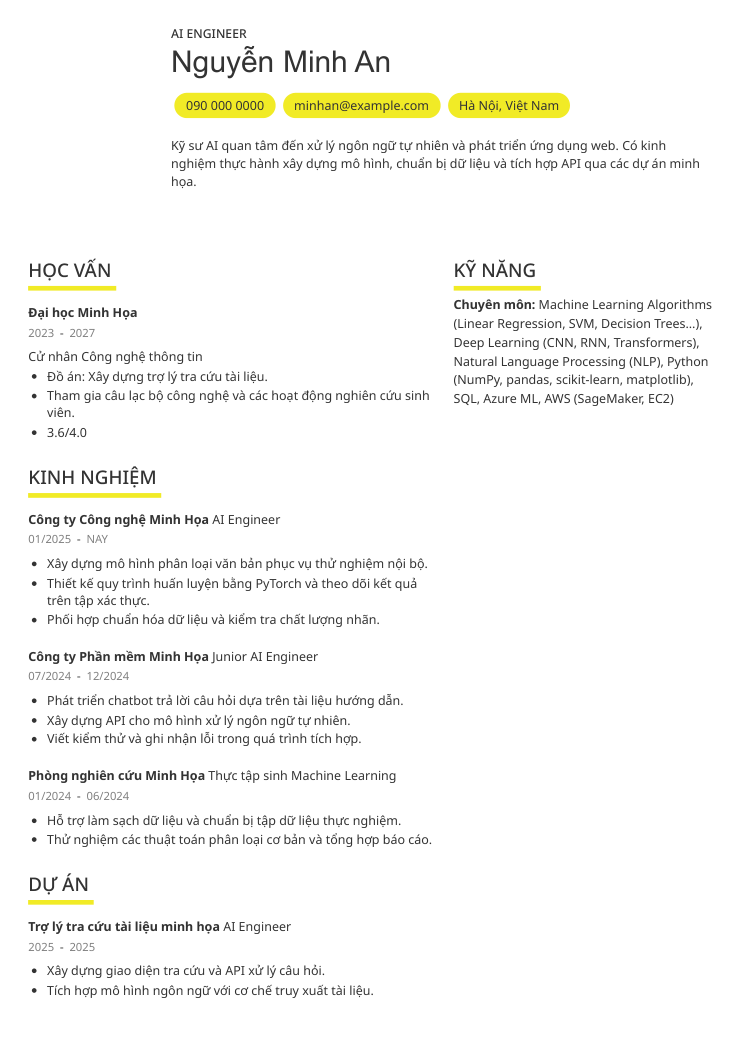 AI ENGINEER
Nguyễn Minh An
090 000 0000
minhan@example.com
Hà Nội, Việt Nam
Kỹ sư AI quan tâm đến xử lý ngôn ngữ tự nhiên và phát triển ứng dụng web. Có kinh
nghiệm thực hành xây dựng mô hình, chuẩn bị dữ liệu và tích hợp API qua các dự án minh
họa.
HỌC VẤN
Đại học Minh Họa
2023 - 2027
Cử nhân Công nghệ thông tin
• Đồ án: Xây dựng trợ lý tra cứu tài liệu.
• Tham gia câu lạc bộ công nghệ và các hoạt động nghiên cứu sinh
viên.
• 3.6/4.0
KINH NGHIỆM
Công ty Công nghệ Minh Họa AI Engineer
01/2025 - NAY
• Xây dựng mô hình phân loại văn bản phục vụ thử nghiệm nội bộ.
• Thiết kế quy trình huấn luyện bằng PyTorch và theo dõi kết quả
trên tập xác thực.
• Phối hợp chuẩn hóa dữ liệu và kiểm tra chất lượng nhãn.
Công ty Phần mềm Minh Họa Junior AI Engineer
07/2024 - 12/2024
• Phát triển chatbot trả lời câu hỏi dựa trên tài liệu hướng dẫn.
• Xây dựng API cho mô hình xử lý ngôn ngữ tự nhiên.
• Viết kiểm thử và ghi nhận lỗi trong quá trình tích hợp.
Phòng nghiên cứu Minh Họa Thực tập sinh Machine Learning
01/2024 - 06/2024
• Hỗ trợ làm sạch dữ liệu và chuẩn bị tập dữ liệu thực nghiệm.
• Thử nghiệm các thuật toán phân loại cơ bản và tổng hợp báo cáo.
DỰ ÁN
Trợ lý tra cứu tài liệu minh họa AI Engineer
2025 - 2025
• Xây dựng giao diện tra cứu và API xử lý câu hỏi.
• Tích hợp mô hình ngôn ngữ với cơ chế truy xuất tài liệu.
KỸ NĂNG
Chuyên môn: Machine Learning Algorithms
(Linear Regression, SVM, Decision Trees...),
Deep Learning (CNN, RNN, Transformers),
Natural Language Processing (NLP), Python
(NumPy, pandas, scikit-learn, matplotlib),
SQL, Azure ML, AWS (SageMaker, EC2)